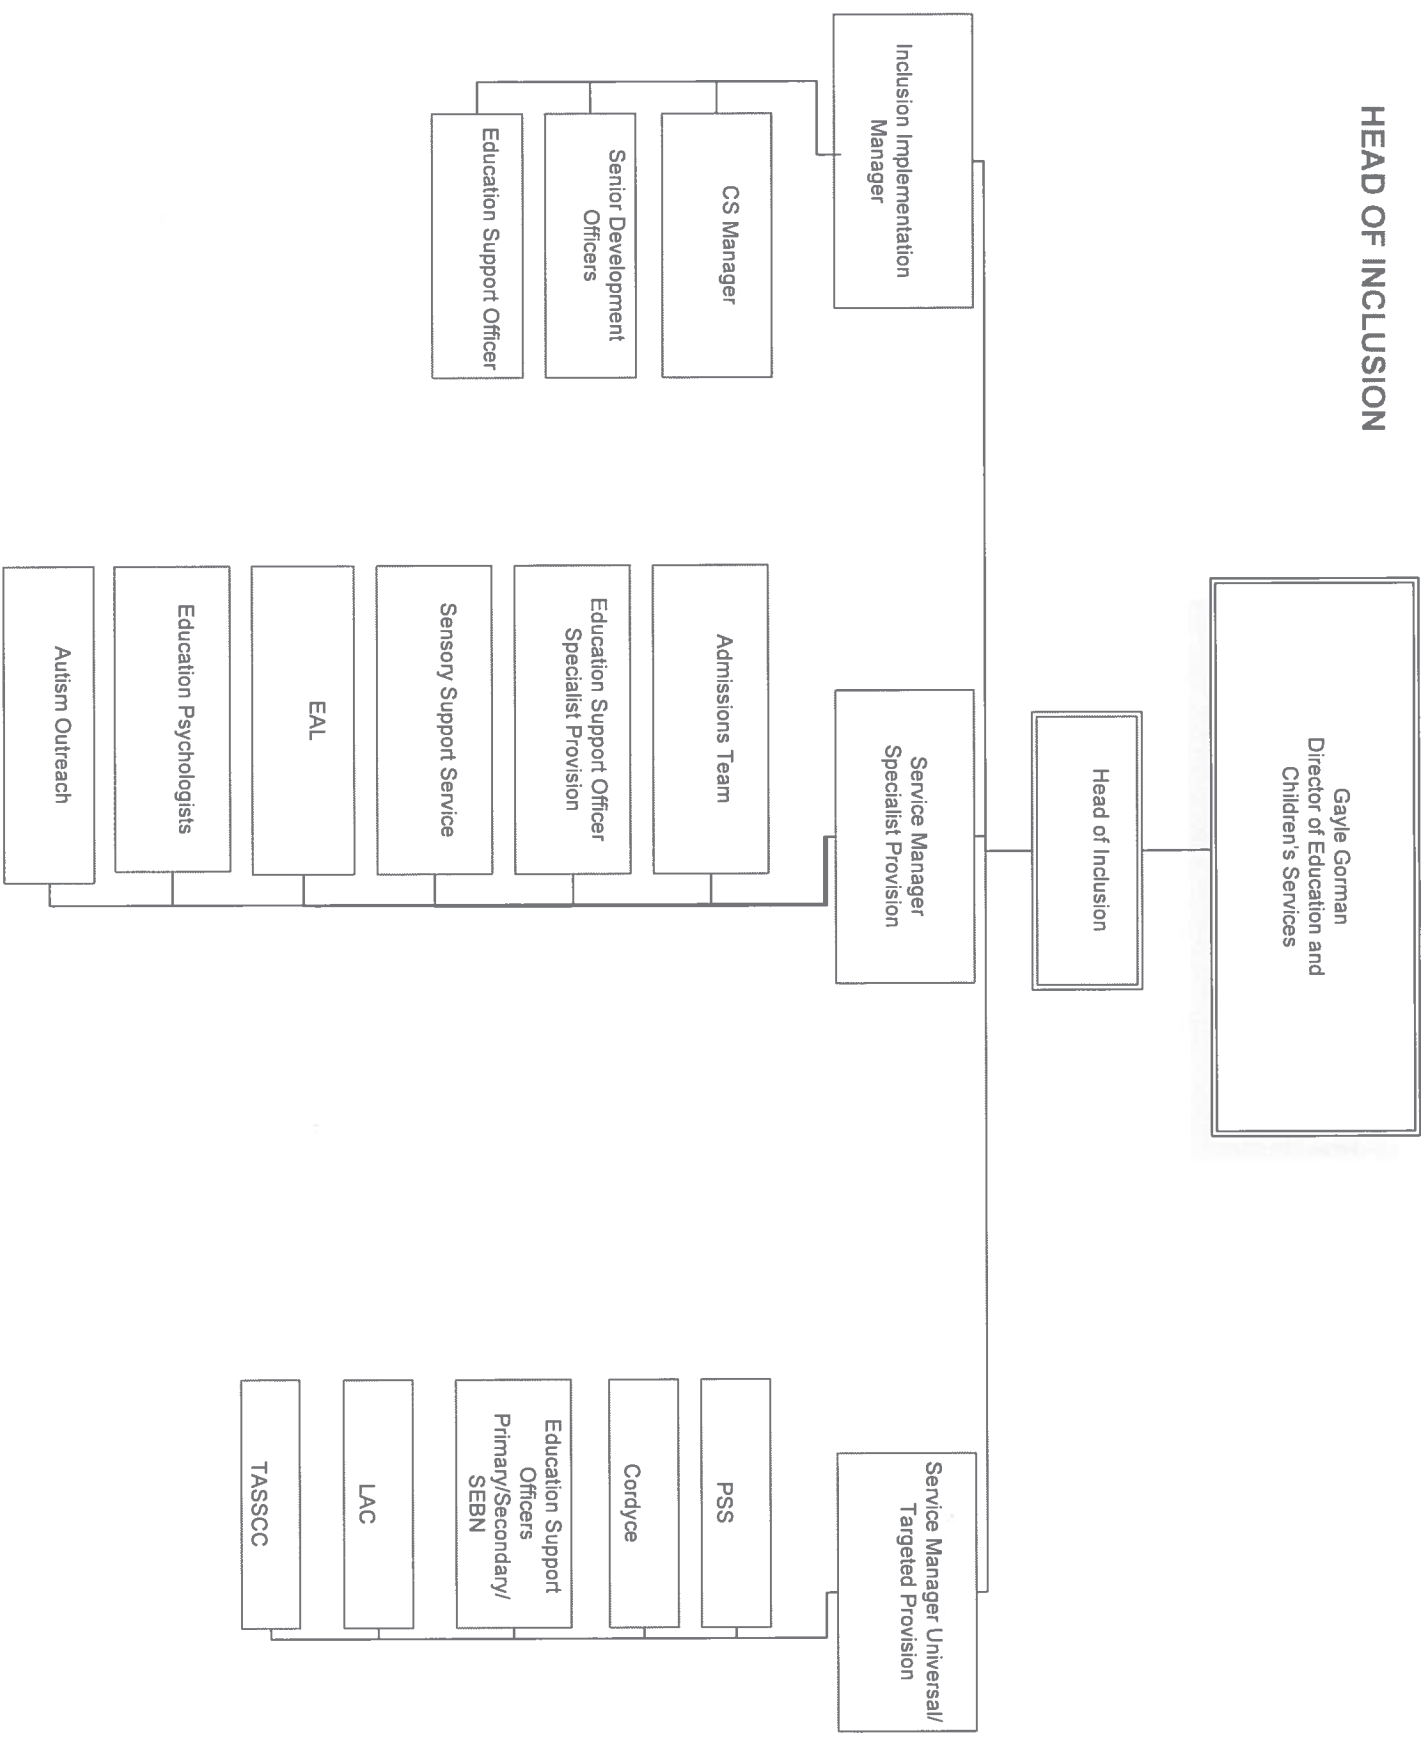 HEAD OF INCLUSION
Gayle Gorman
Director of Education and
Children's Services
Head of Inclusion
Inclusion Implementation
Manager
CS Manager
Senior Development
Officers
Education Support Officer
Service Manager
Specialist Provision
Admissions Team
Education Support Officer
Specialist Provision
Sensory Support Service
EAL
Education Psychologists
Autism Outreach
Service Manager Universal/
Targeted Provision
PSS
Cordyce
Education Support
Officers
Primary/Secondary/
SEBN
LAC
TASSCC